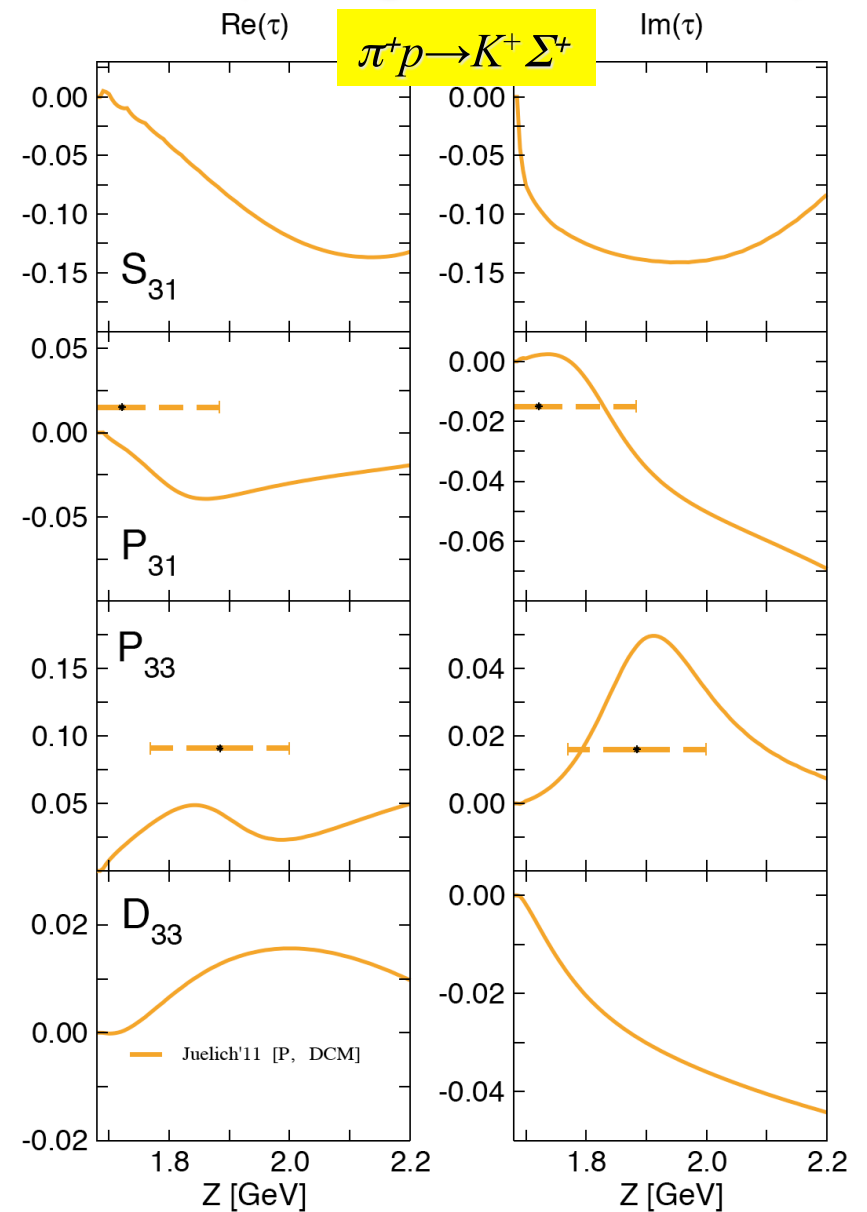 Re(τ)
Im(τ)
π⁺p→K⁺ Σ⁺
0.00
-0.05
-0.10
-0.15
S₃₁
0.00
-0.05
-0.10
-0.15
0.05
0.00
-0.05
P₃₁
0.00
-0.02
-0.04
-0.06
P₃₃
0.15
0.10
0.05
0.04
0.02
0.00
D₃₃
0.02
0.00
-0.02
Juelich'11 [P, DCM]
0.00
-0.02
-0.04
1.8 2.0 2.2
Z [GeV]
1.8 2.0 2.2
Z [GeV]